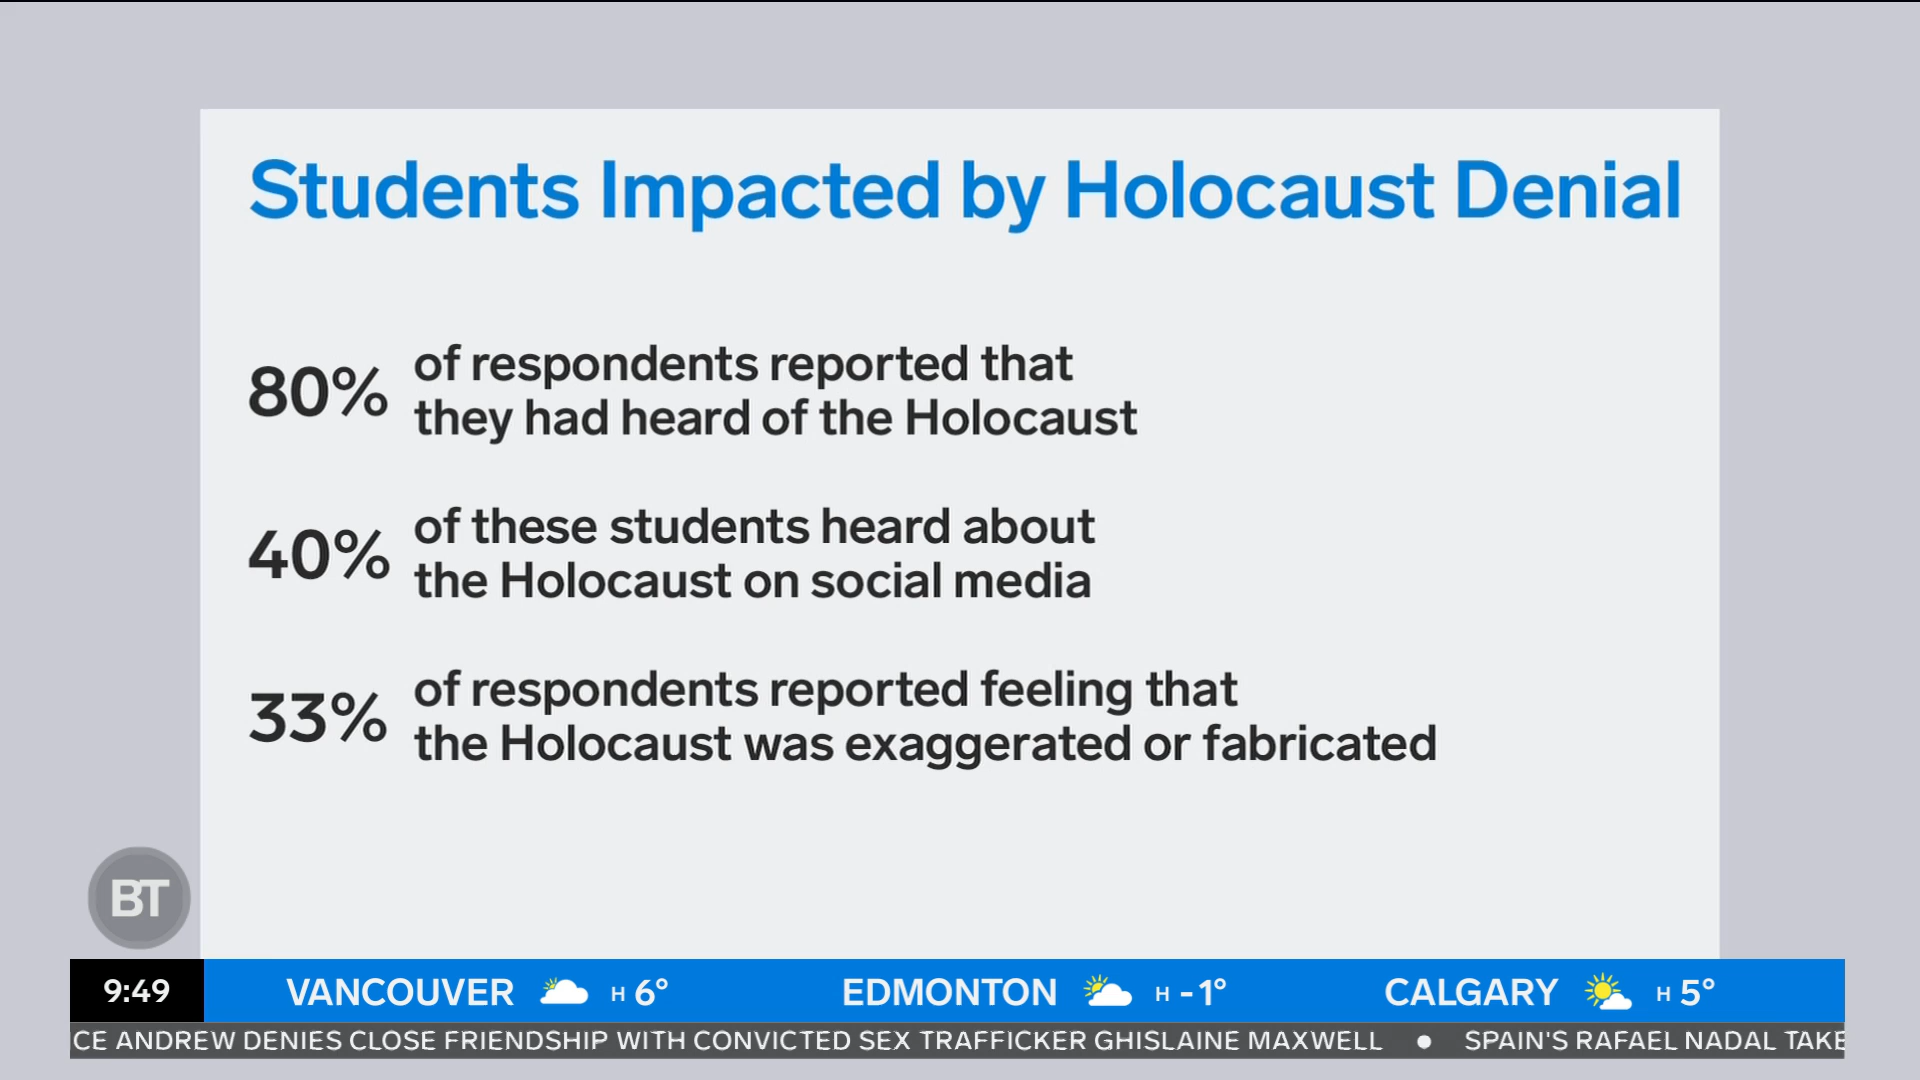 Students Impacted by Holocaust Denial
80% of respondents reported that
they had heard of the Holocaust
40% of these students heard about
the Holocaust on social media
33% of respondents reported feeling that
the Holocaust was exaggerated or fabricated
BT
9:49 VANCOUVER H 6° EDMONTON H -1° CALGARY H 5°
CE ANDREW DENIES CLOSE FRIENDSHIP WITH CONVICTED SEX TRAFFICKER GHISLAINE MAXWELL ● SPAIN'S RAFAEL NADAL TAKE